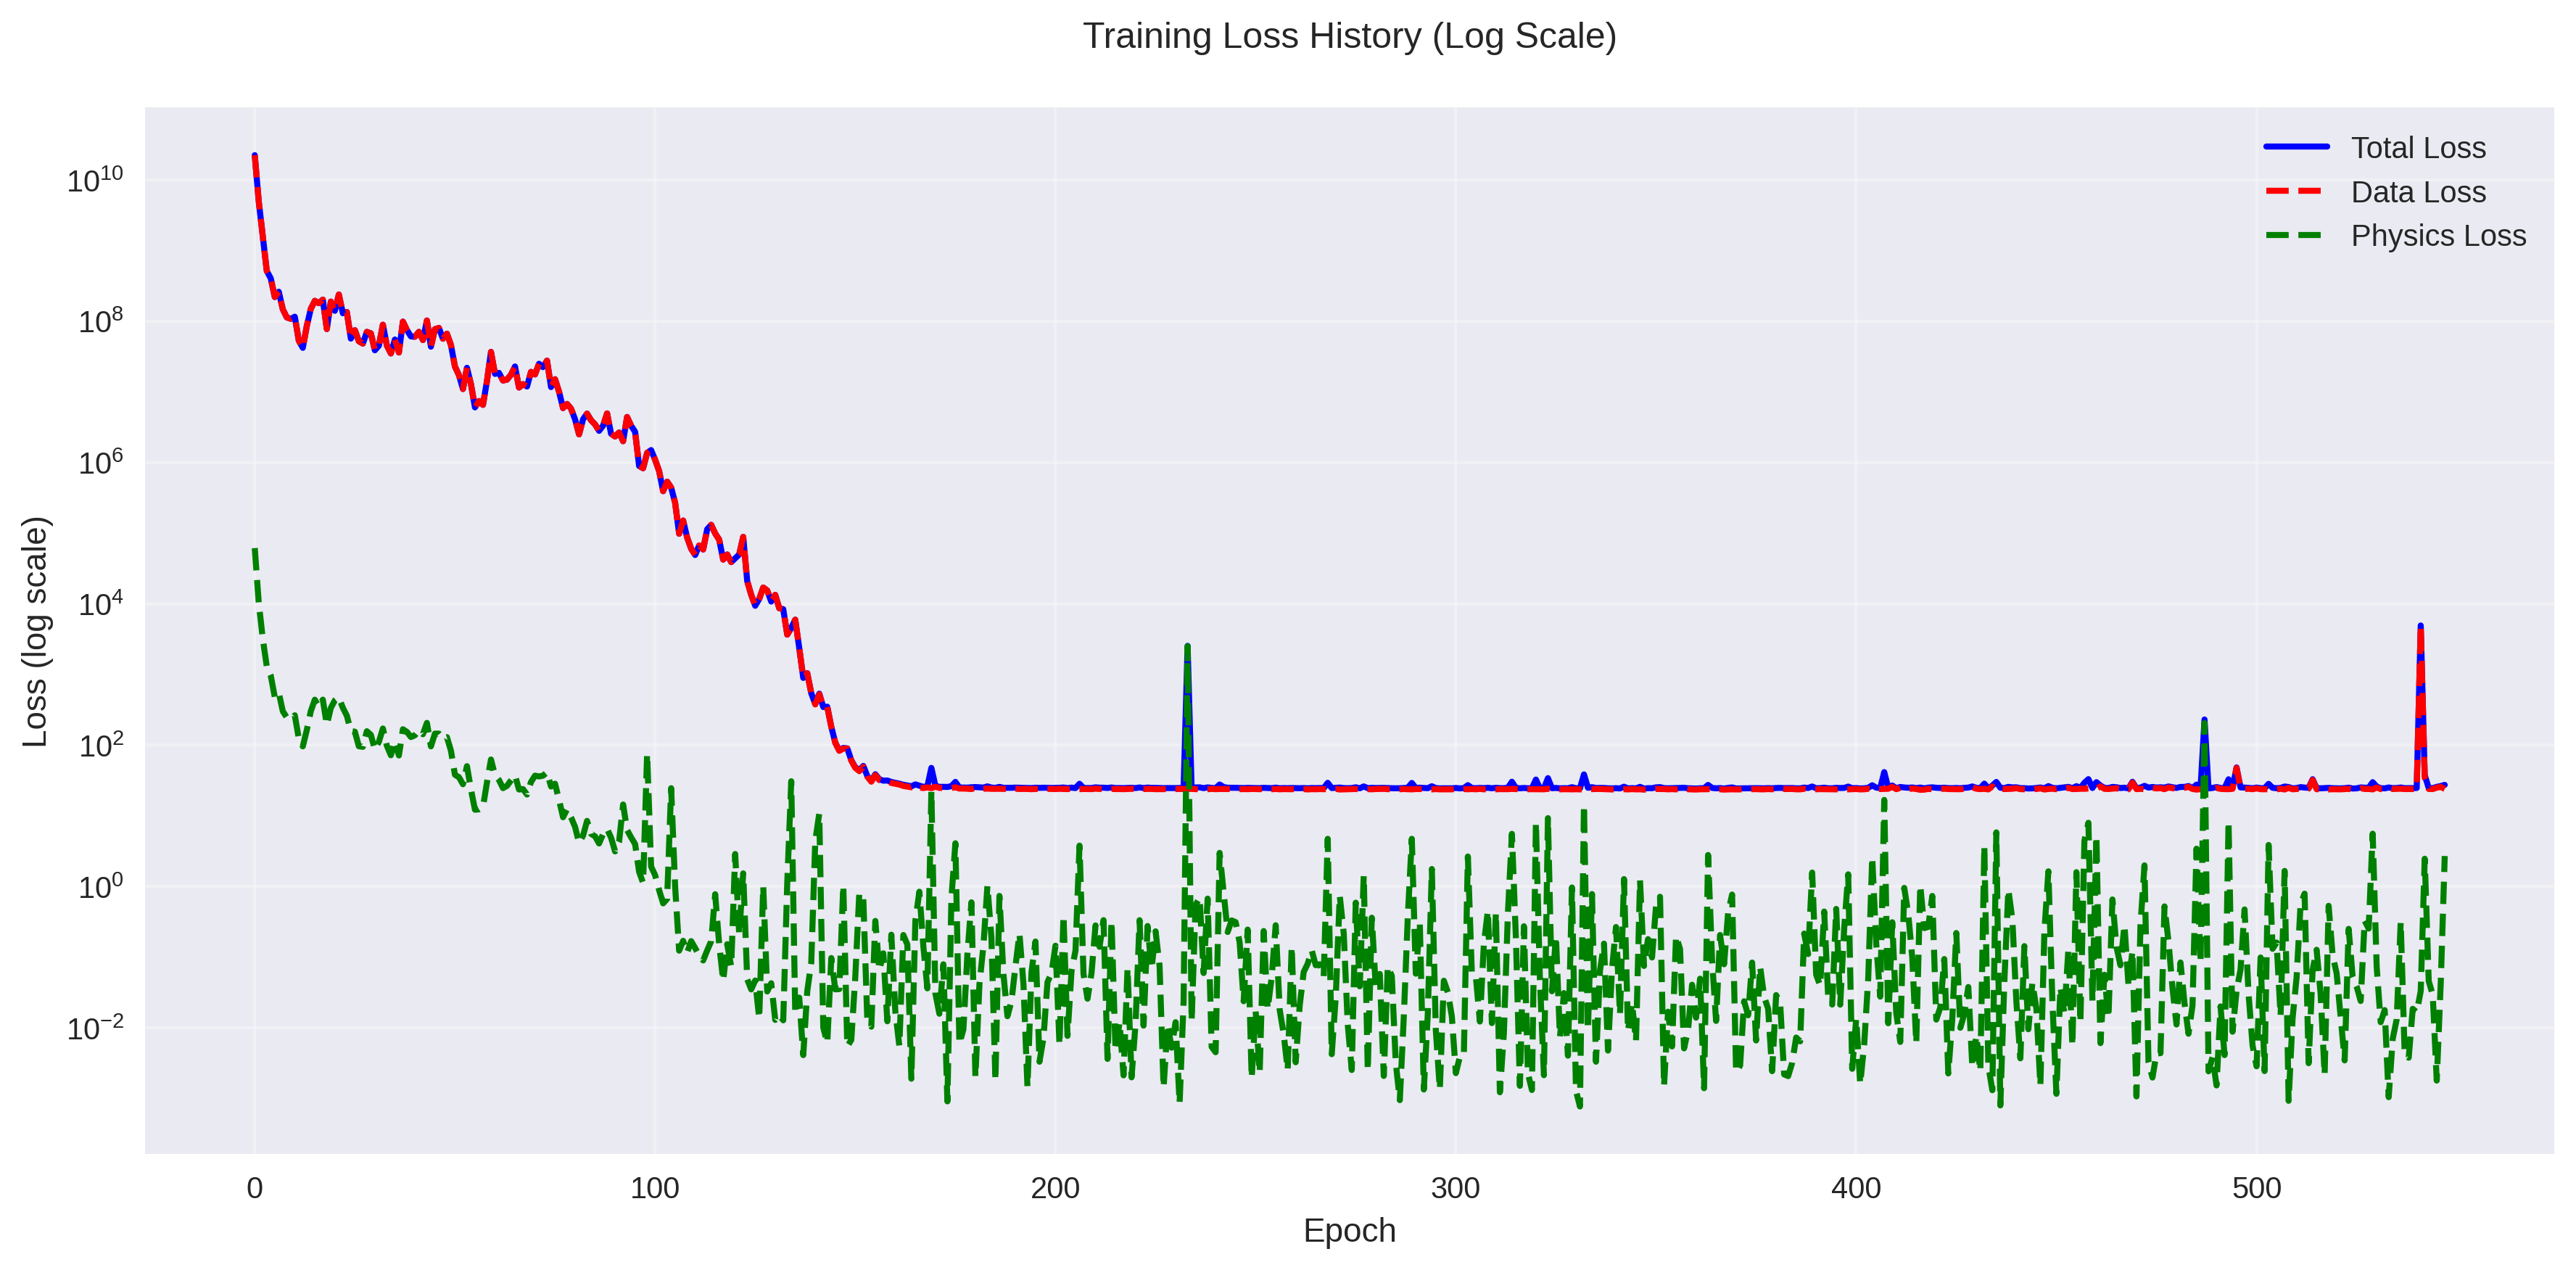 Training Loss History (Log Scale)
Total Loss
Data Loss
Physics Loss
Loss (log scale)
10^10
10^8
10^6
10^4
10^2
10^0
10^−2
0 100 200 300 400 500
Epoch